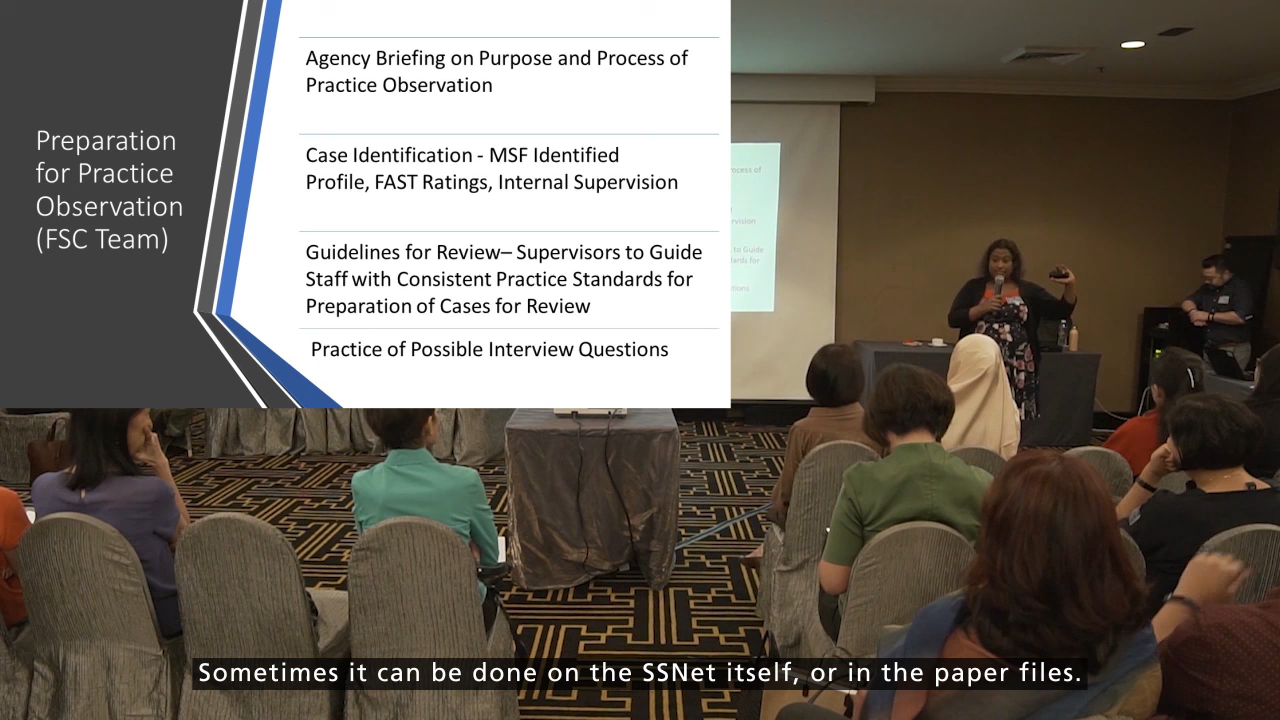 Preparation
for Practice
Observation
(FSC Team)
Agency Briefing on Purpose and Process of
Practice Observation
Case Identification - MSF Identified
Profile, FAST Ratings, Internal Supervision
Guidelines for Review– Supervisors to Guide
Staff with Consistent Practice Standards for
Preparation of Cases for Review
Practice of Possible Interview Questions
Sometimes it can be done on the SSNet itself, or in the paper files.